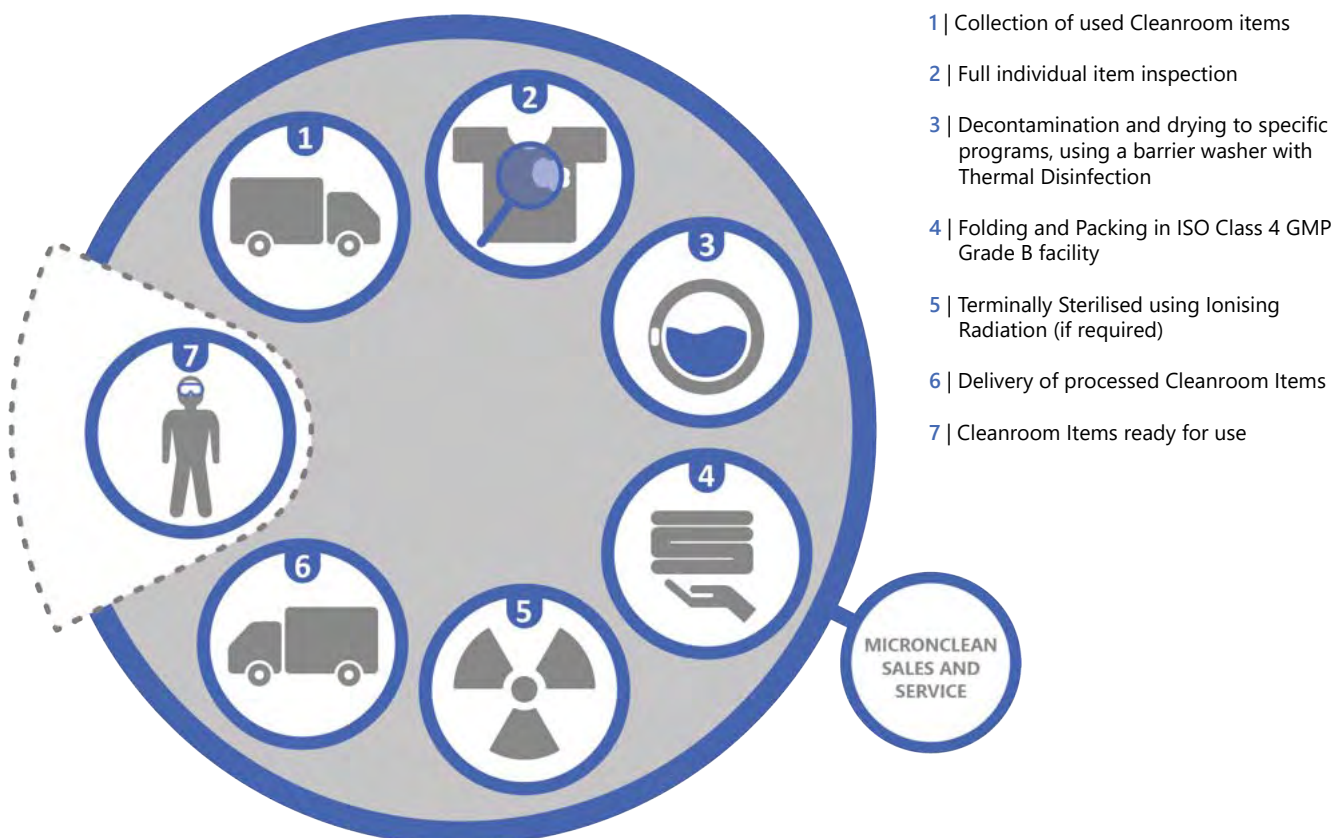 1
2
3
4
5
6
7
MICRONCLEAN
SALES AND
SERVICE
1 | Collection of used Cleanroom items
2 | Full individual item inspection
3 | Decontamination and drying to specific
programs, using a barrier washer with
Thermal Disinfection
4 | Folding and Packing in ISO Class 4 GMP
Grade B facility
5 | Terminally Sterilised using Ionising
Radiation (if required)
6 | Delivery of processed Cleanroom Items
7 | Cleanroom Items ready for use